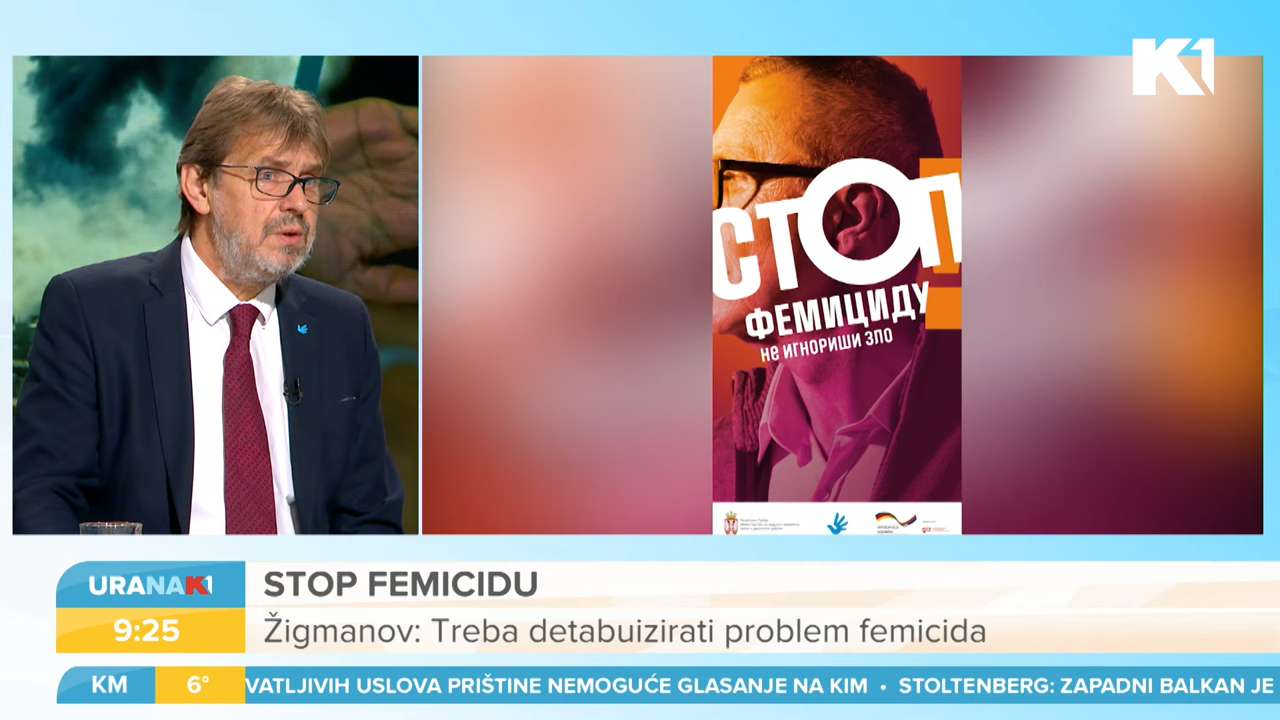 K1
СТОП
ФЕМИЦИДУ
не ИГНОРИШИ ЗЛО
URANAK1
STOP FEMICIDU
9:25
Žigmanov: Treba detabuizirati problem femicida
KM
6°
VATLJIVIH USLOVA PRIŠTINE NEMOGUĆE GLASANJE NA KIM • STOLTENBERG: ZAPADNI BALKAN JE